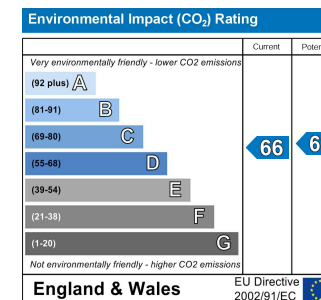 Environmental Impact (CO₂) Rating
Current
Very environmentally friendly - lower CO2 emissions
(92 plus) A
(81-91) B
(69-80) C
(55-68) D
66
(39-54) E
(21-38) F
(1-20) G
Not environmentally friendly - higher CO2 emissions
England & Wales
EU Directive
2002/91/EC